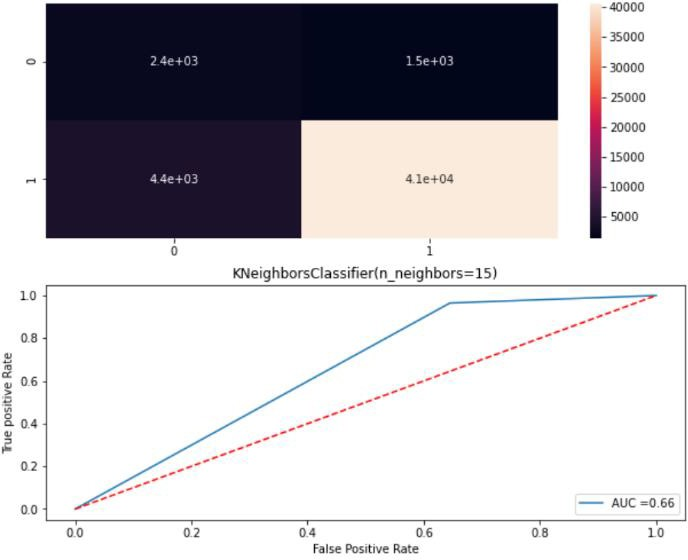 0
2.4e+03 1.5e+03
1
4.4e+03 4.1e+04
0 1
40000
35000
30000
25000
20000
15000
10000
5000
KNeighborsClassifier(n_neighbors=15)
True positive Rate
1.0
0.8
0.6
0.4
0.2
0.0
AUC =0.66
0.0 0.2 0.4 0.6 0.8 1.0
False Positive Rate